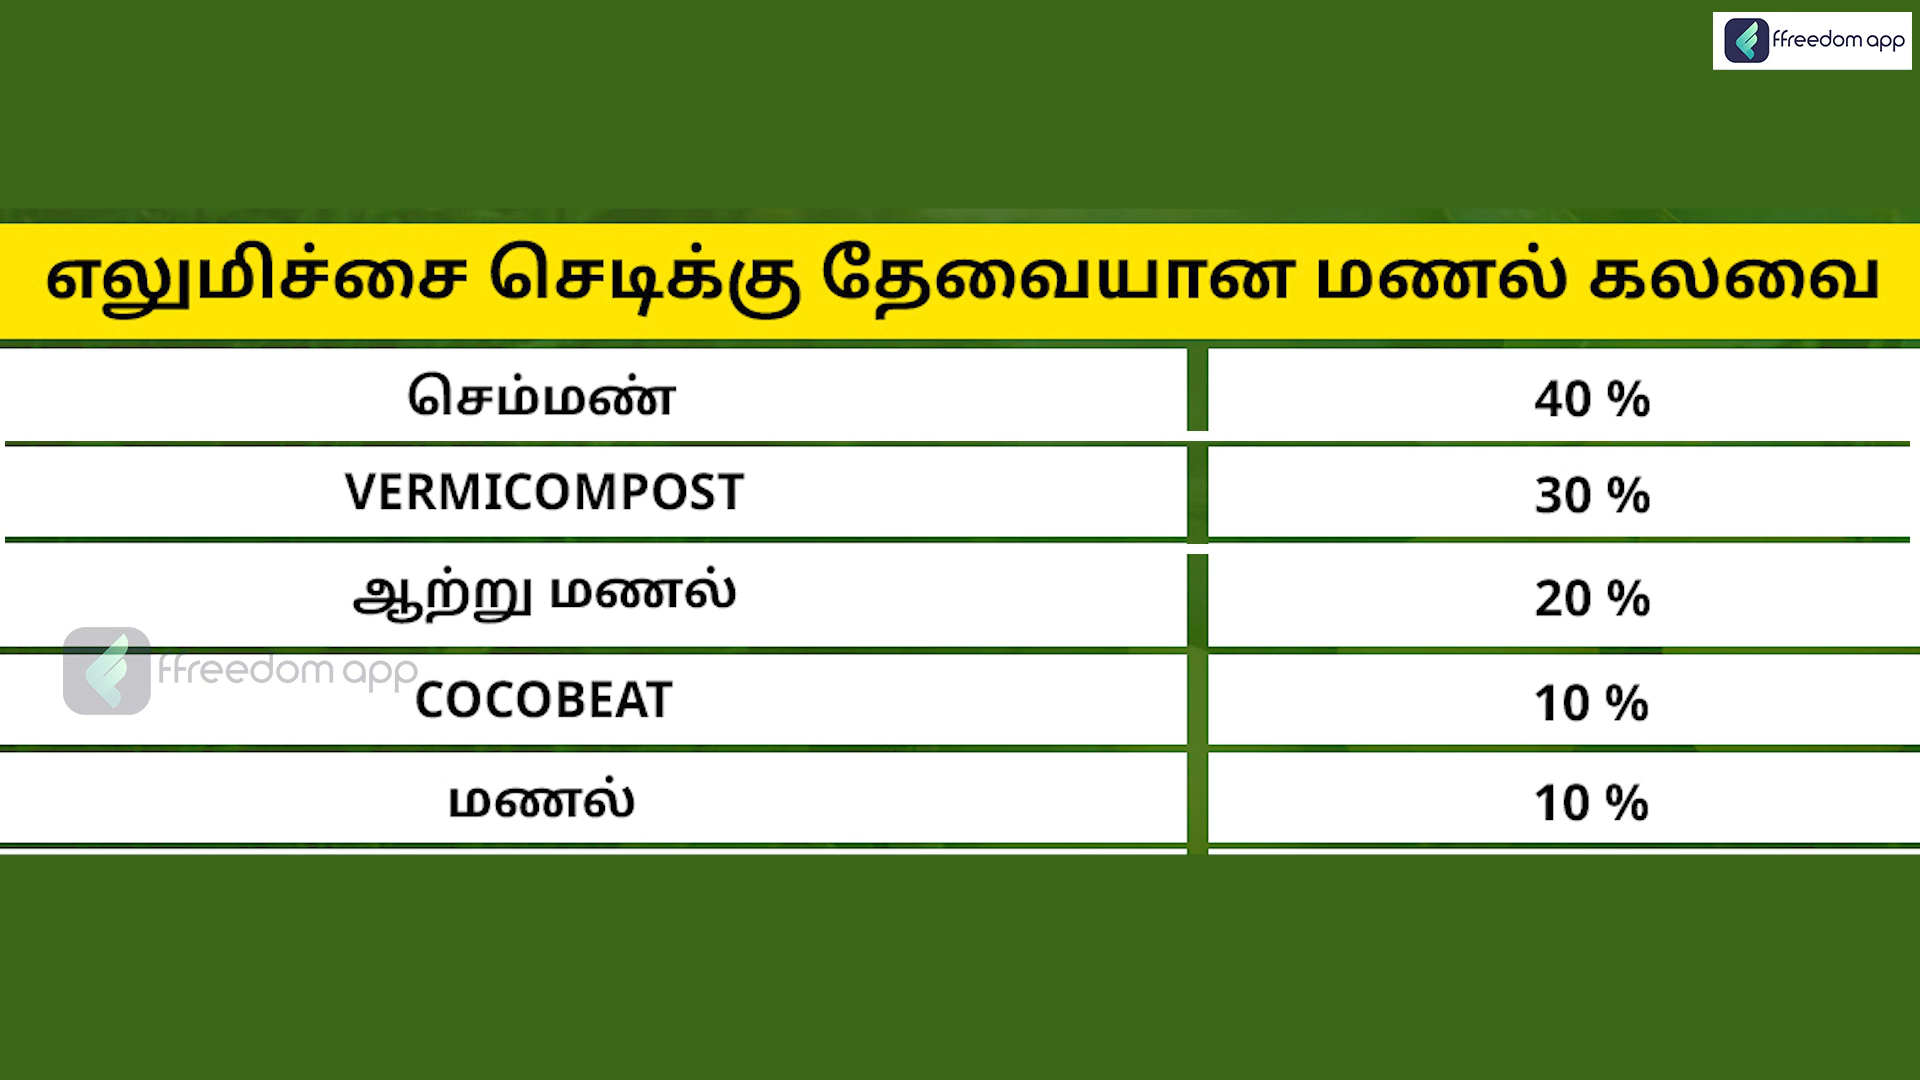 ffreedom app
எலுமிச்சை செடிக்கு தேவையான மணல் கலவை
செம்மண் 40 %
VERMICOMPOST 30 %
ஆற்று மணல் 20 %
ffreedom app
COCOBEAT 10 %
மணல் 10 %